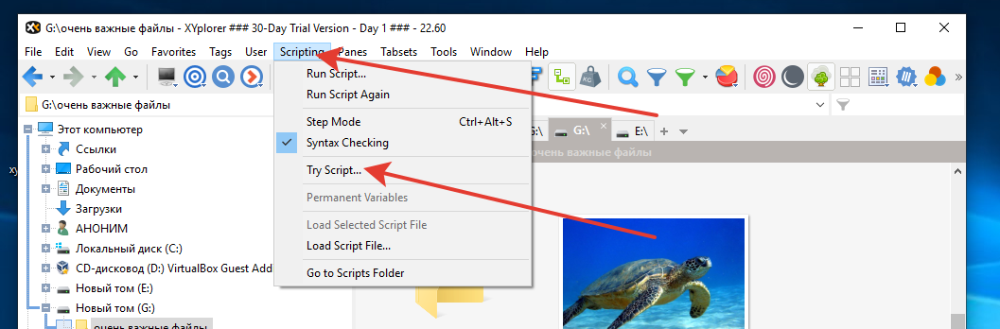 G:\очень важные файлы - XYplorer ### 30-Day Trial Version - Day 1 ### - 22.60
File Edit View Go Favorites Tags User Scripting Panes Tabsets Tools Window Help
G:\очень важные файлы
Run Script...
Run Script Again
Step Mode Ctrl+Alt+S
Syntax Checking
Try Script...
Permanent Variables
Load Selected Script File
Load Script File...
Go to Scripts Folder
KG
G:\ G:\ E:\
очень важные файлы
Этот компьютер
Ссылки
Рабочий стол
Документы
Загрузки
АНОНИМ
Локальный диск (C:)
CD-дисковод (D:) VirtualBox Guest Addi
Новый том (E:)
Новый том (G:)
очень важные файлы
xy